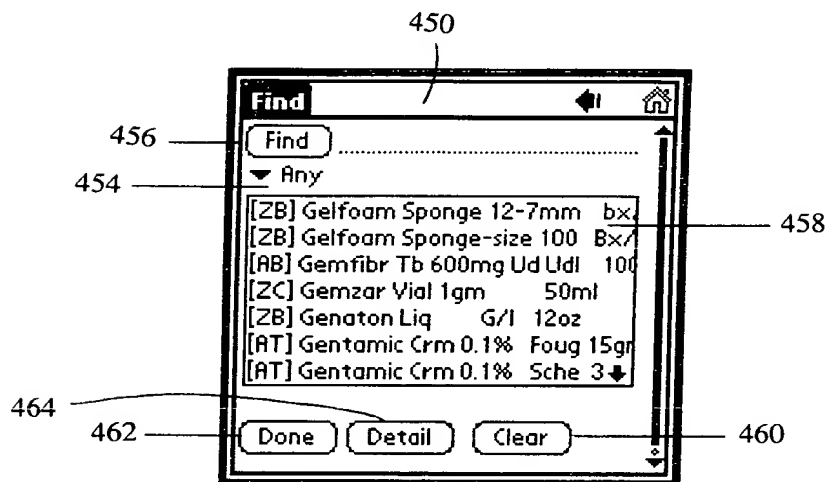 450
Find
456
Find
454
Any
[ZB] Gelfoam Sponge 12-7mm bx/
458
[ZB] Gelfoam Sponge-size 100 Bx/
[AB] Gemfibr Tb 600mg Ud Udl 100
[ZC] Gemzar Vial 1gm 50ml
[ZB] Genaton Liq G/l 12oz
[AT] Gentamic Crm 0.1% Foug 15gr
[AT] Gentamic Crm 0.1% Sche 3
464
462 Done Detail Clear 460